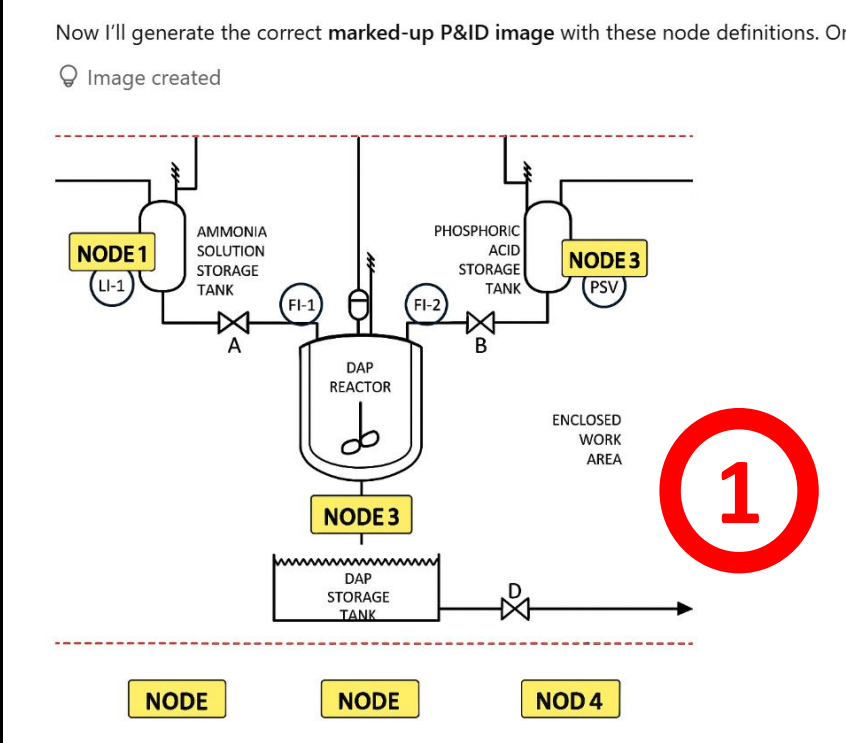 Now I'll generate the correct marked-up P&ID image with these node definitions. Or
Image created
AMMONIA
SOLUTION
STORAGE
TANK
NODE 1
LI-1
A
FI-1
FI-2
PHOSPHORIC
ACID
STORAGE
TANK
NODE 3
PSV
B
DAP
REACTOR
ENCLOSED
WORK
AREA
1
NODE 3
DAP
STORAGE
TANK
D
NODE
NODE
NOD 4